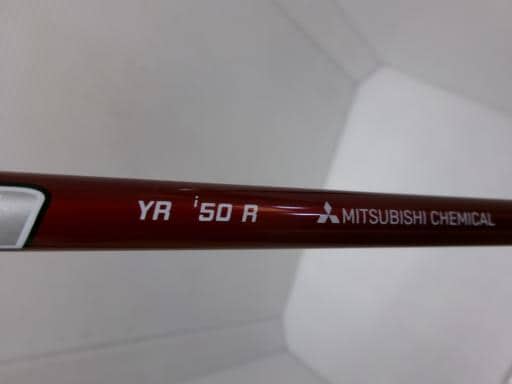 YR i50 R MITSUBISHI CHEMICAL